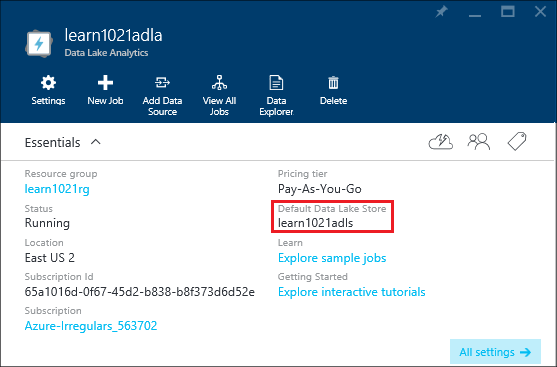 learn1021adla
Data Lake Analytics
Settings
New Job
Add Data
Source
View All
Jobs
Data
Explorer
Delete
Essentials
Resource group
learn1021rg
Status
Running
Location
East US 2
Subscription Id
65a1016d-0f67-45d2-b838-b8f373d6d52e
Subscription
Azure-Irregulars_563702
Pricing tier
Pay-As-You-Go
Default Data Lake Store
learn1021adls
Learn
Explore sample jobs
Getting Started
Explore interactive tutorials
All settings